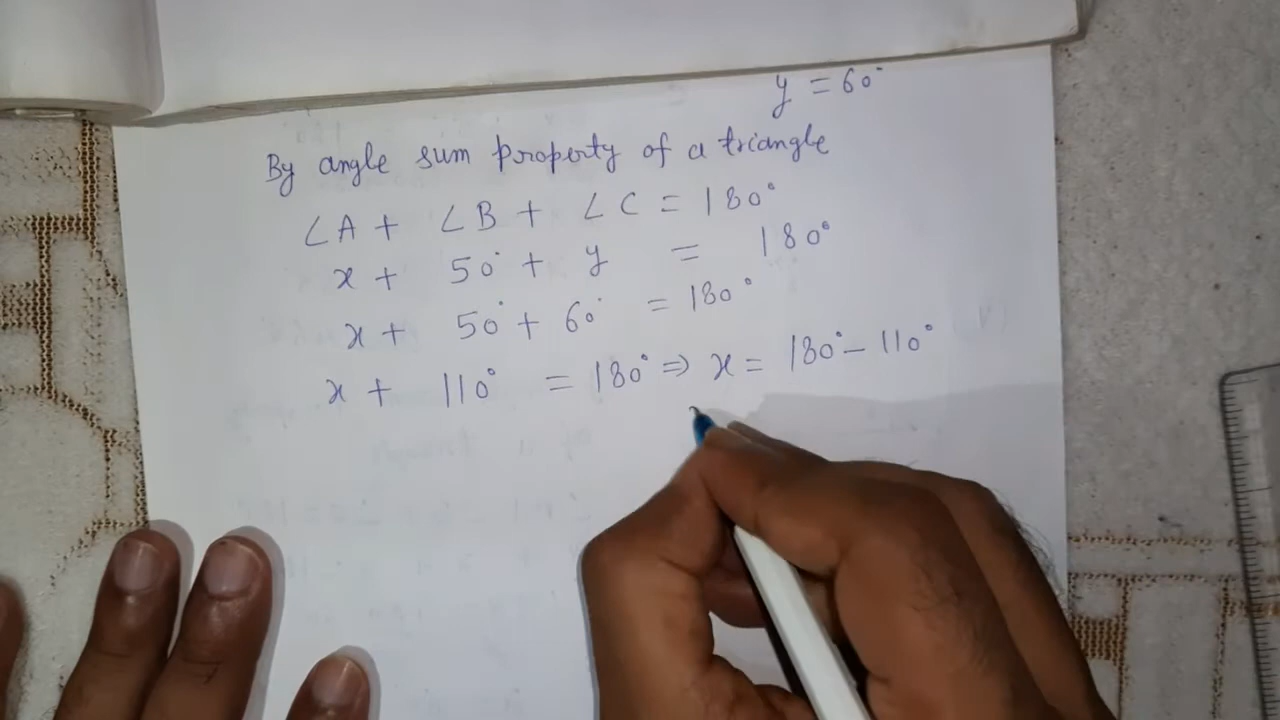 y = 60°
By angle sum property of a triangle
∠A + ∠B + ∠C = 180°
x + 50° + y = 180°
x + 50° + 60° = 180°
x + 110° = 180° ⇒ x = 180° - 110°